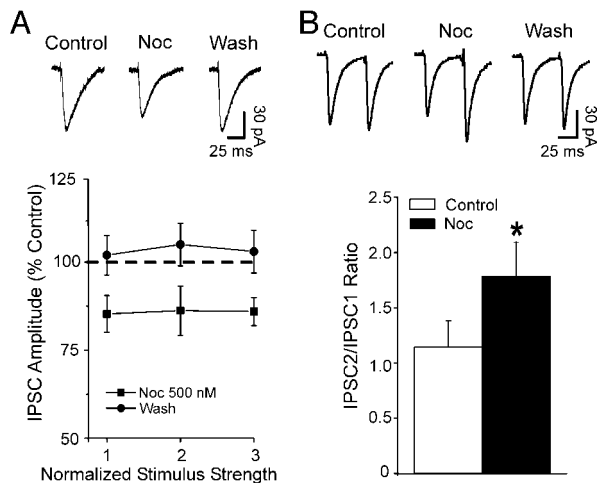 A
Control Noc Wash
30 pA
25 ms
IPSC Amplitude (% Control)
125
100
75
50
Noc 500 nM
Wash
1 2 3
Normalized Stimulus Strength
B
Control Noc Wash
30 pA
25 ms
IPSC2/IPSC1 Ratio
2.5
2.0
1.5
1.0
0.5
0
Control
Noc
*